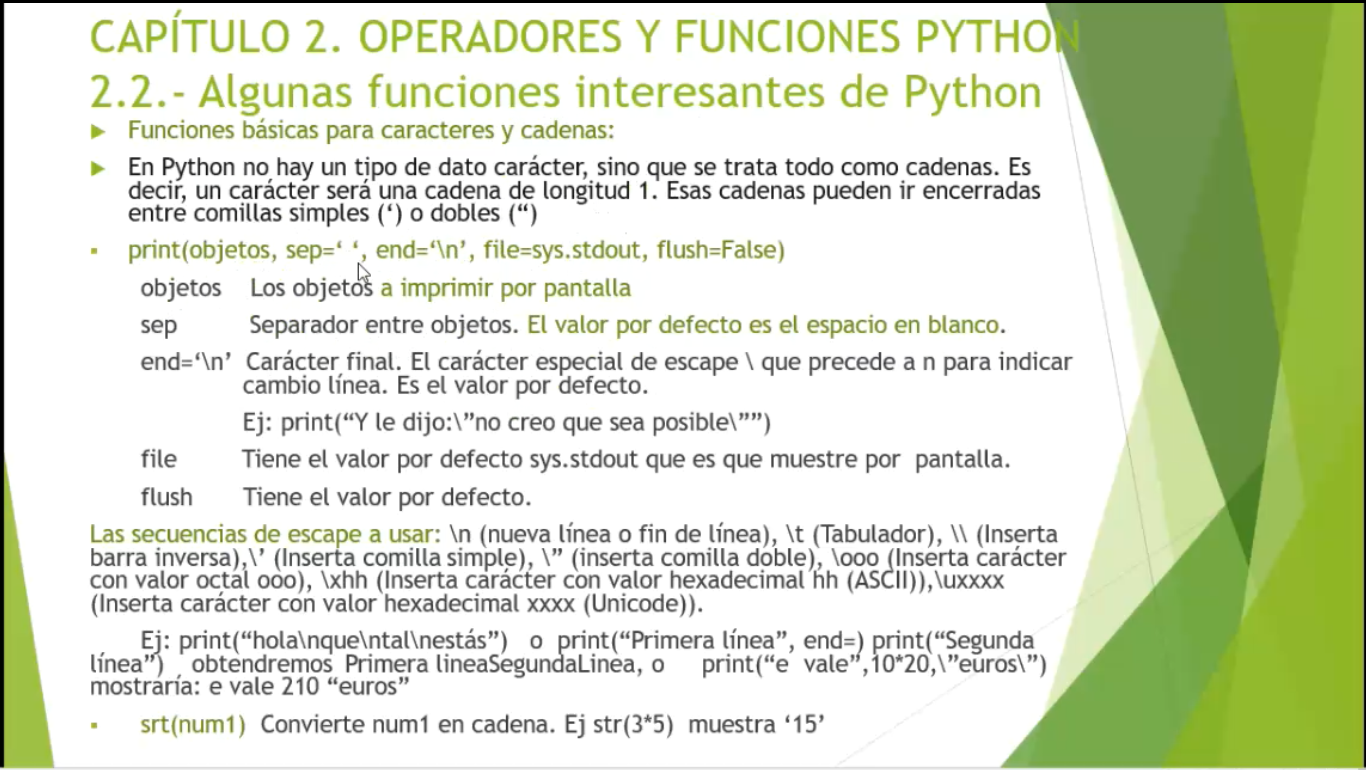 CAPÍTULO 2. OPERADORES Y FUNCIONES PYTHON
2.2.- Algunas funciones interesantes de Python
Funciones básicas para caracteres y cadenas:
En Python no hay un tipo de dato carácter, sino que se trata todo como cadenas. Es
decir, un carácter será una cadena de longitud 1. Esas cadenas pueden ir encerradas
entre comillas simples (‘) o dobles (“)
print(objetos, sep=‘ ‘, end=‘\n’, file=sys.stdout, flush=False)
objetos Los objetos a imprimir por pantalla
sep Separador entre objetos. El valor por defecto es el espacio en blanco.
end=‘\n’ Carácter final. El carácter especial de escape \ que precede a n para indicar
cambio línea. Es el valor por defecto.
Ej: print(“Y le dijo:\”no creo que sea posible\””)
file Tiene el valor por defecto sys.stdout que es que muestre por pantalla.
flush Tiene el valor por defecto.
Las secuencias de escape a usar: \n (nueva línea o fin de línea), \t (Tabulador), \\ (Inserta
barra inversa),\’ (Inserta comilla simple), \” (inserta comilla doble), \ooo (Inserta carácter
con valor octal ooo), \xhh (Inserta carácter con valor hexadecimal hh (ASCII)),\uxxxx
(Inserta carácter con valor hexadecimal xxxx (Unicode)).
Ej: print(“hola\nque\ntal\nestás”) o print(“Primera línea”, end=) print(“Segunda
línea”) obtendremos Primera lineaSegundaLinea, o print(“e vale”,10*20,\”euros\”)
mostraría: e vale 210 “euros”
srt(num1) Convierte num1 en cadena. Ej str(3*5) muestra ‘15’